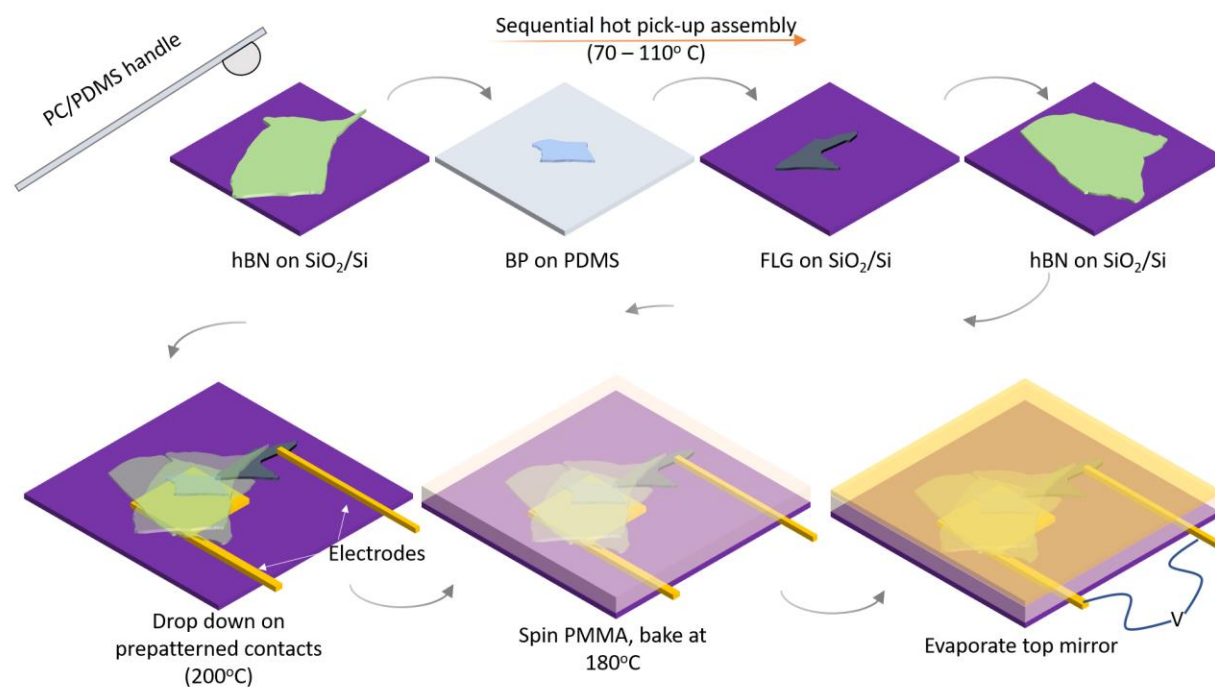 Sequential hot pick-up assembly
(70 – 110° C)
PC/PDMS handle
hBN on SiO₂/Si
BP on PDMS
FLG on SiO₂/Si
hBN on SiO₂/Si
Electrodes
V
Drop down on
prepatterned contacts
(200°C)
Spin PMMA, bake at
180°C
Evaporate top mirror